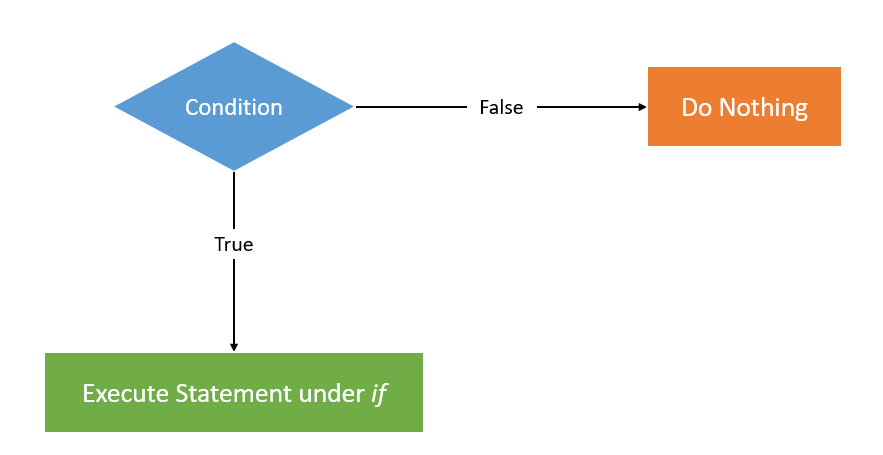 Condition
False
Do Nothing
True
Execute Statement under if